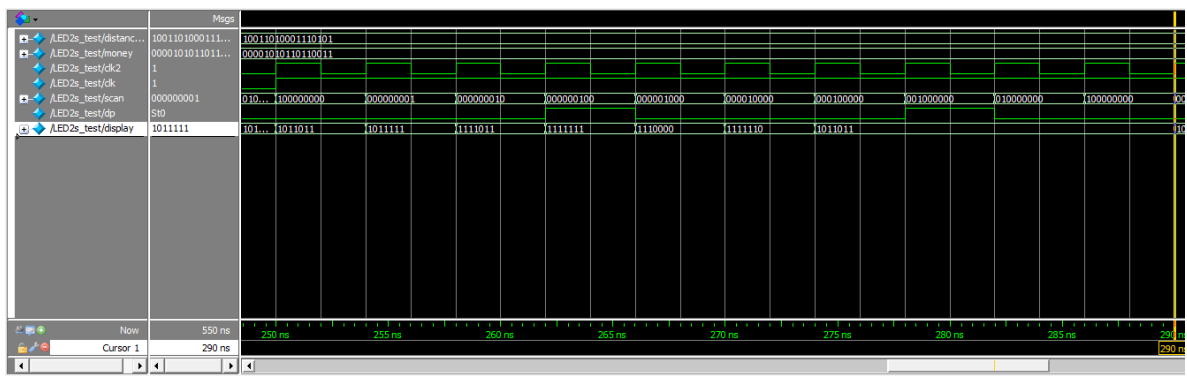 Msgs
/LED2s_test/distanc... 1001101000111... 10011010001110101
/LED2s_test/money 0000101011011... 00001010110110011
/LED2s_test/clk2 1
/LED2s_test/clk 1
/LED2s_test/scan 000000001 010... 100000000 000000001 000000010 000000100 000001000 000010000 000100000 001000000 010000000 100000000 00
/LED2s_test/dp St0
/LED2s_test/display 1011111 101... 1011011 1011111 1111011 1111111 1110000 1111110 1011011 10
Now 550 ns 250 ns 255 ns 260 ns 265 ns 270 ns 275 ns 280 ns 285 ns 290 n
Cursor 1 290 ns 290 n